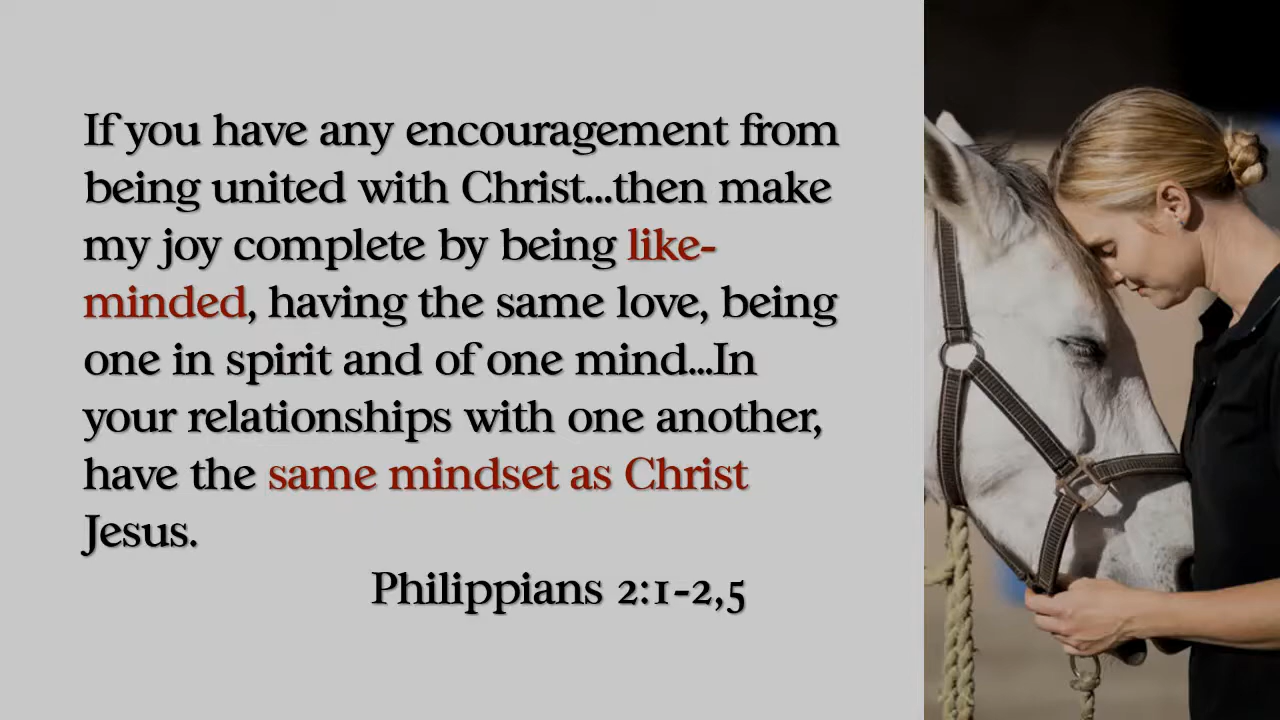 If you have any encouragement from
being united with Christ...then make
my joy complete by being like-
minded, having the same love, being
one in spirit and of one mind...In
your relationships with one another,
have the same mindset as Christ
Jesus.
Philippians 2:1-2,5